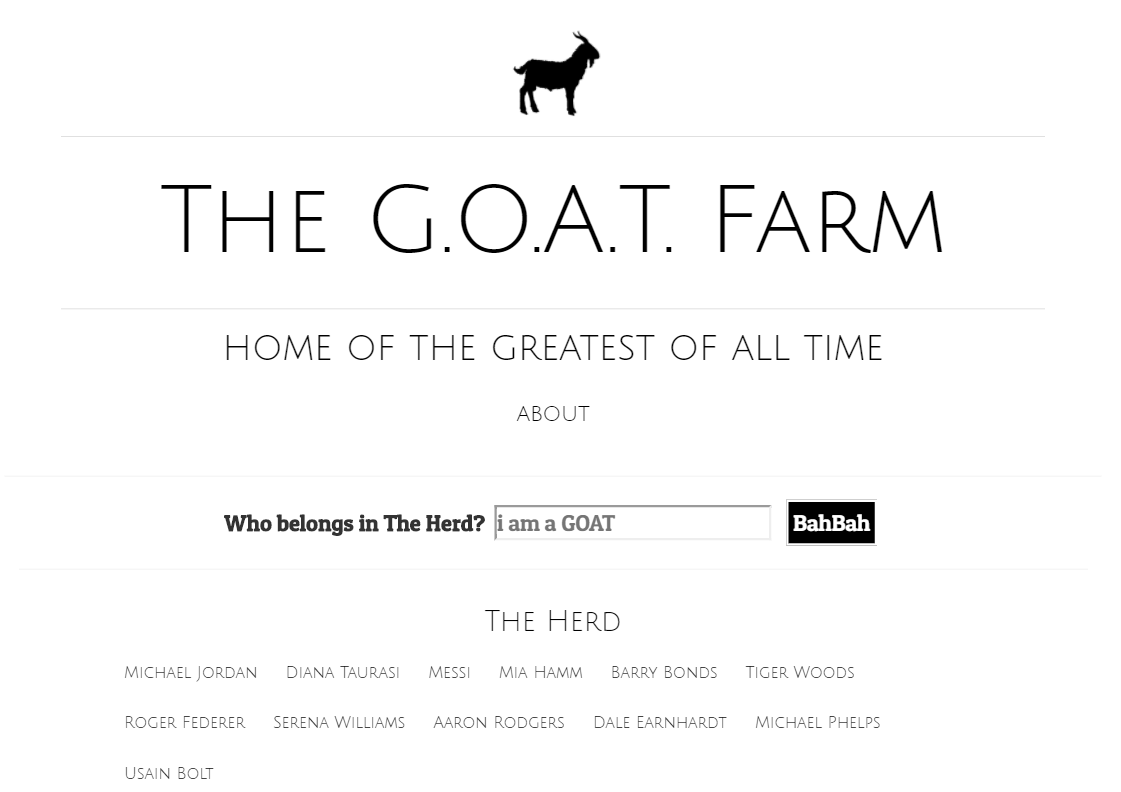 The G.O.A.T. Farm
HOME OF THE GREATEST OF ALL TIME
ABOUT
Who belongs in The Herd? i am a GOAT BahBah
The Herd
Michael Jordan Diana Taurasi Messi Mia Hamm Barry Bonds Tiger Woods
Roger Federer Serena Williams Aaron Rodgers Dale Earnhardt Michael Phelps
Usain Bolt